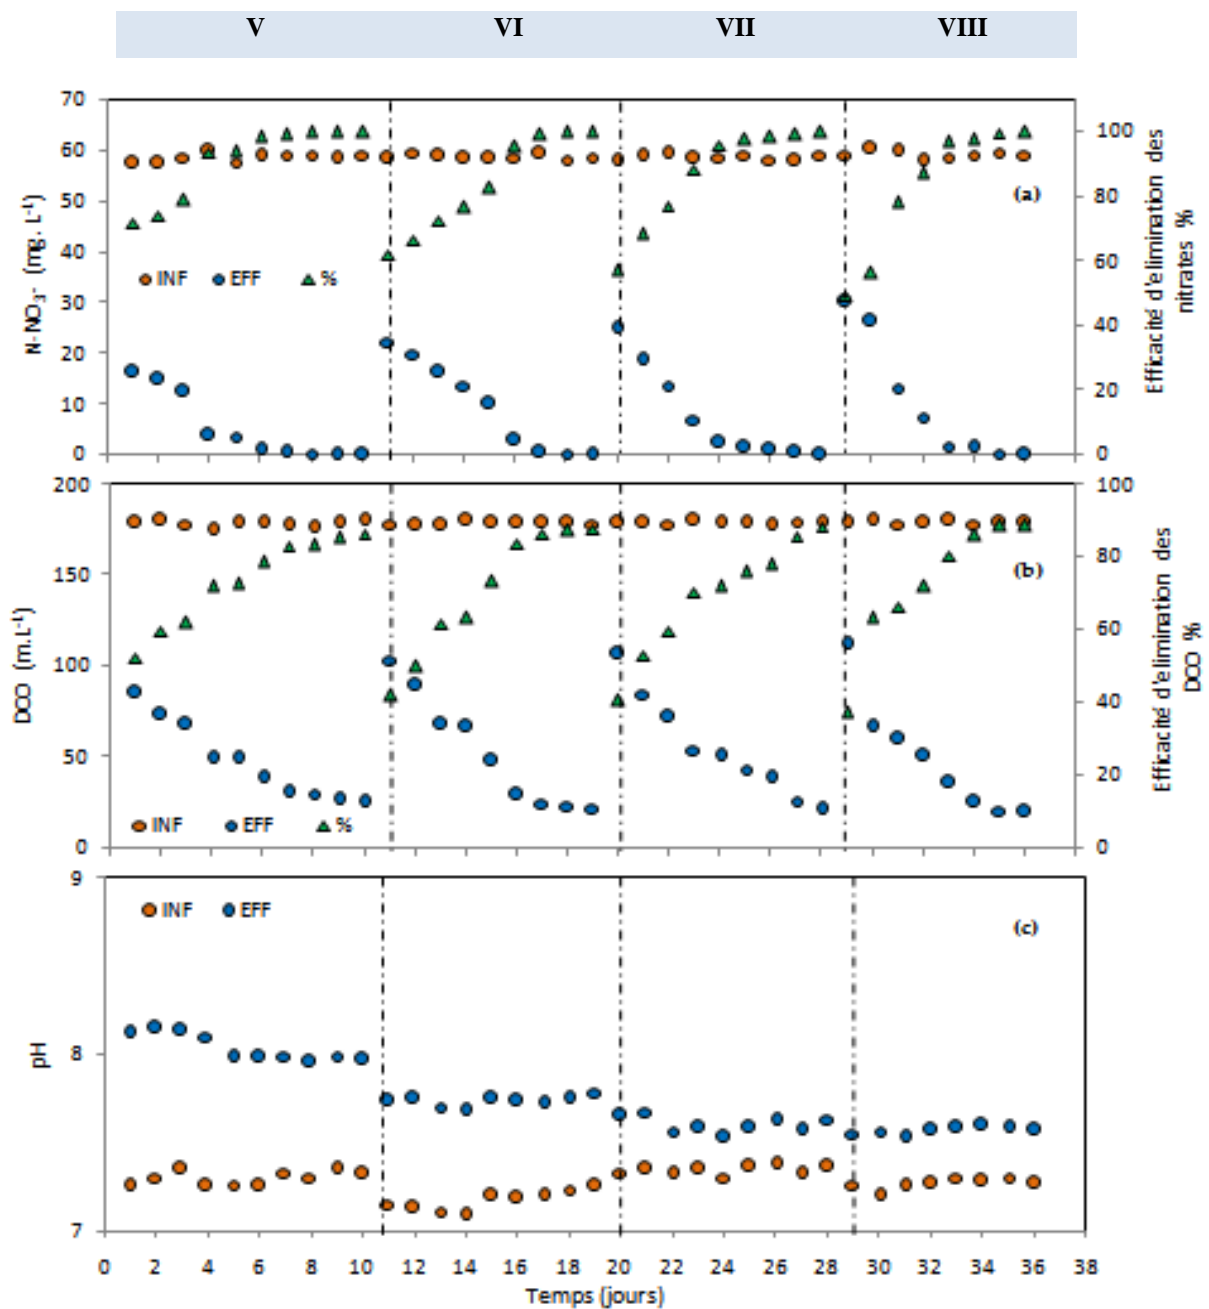 V VI VII VIII
70
60
50
40
30
20
10
0
N-NO₃- (mg. L⁻¹)
INF EFF %
(a)
100
80
60
40
20
0
Efficacité d'elimination des
nitrates %
200
150
100
50
0
DCO (m.L⁻¹)
INF EFF %
(b)
100
80
60
40
20
0
Efficacité d'elimination des
DCO %
9
8
7
pH
INF EFF
(c)
0 2 4 6 8 10 12 14 16 18 20 22 24 26 28 30 32 34 36 38
Temps (jours)